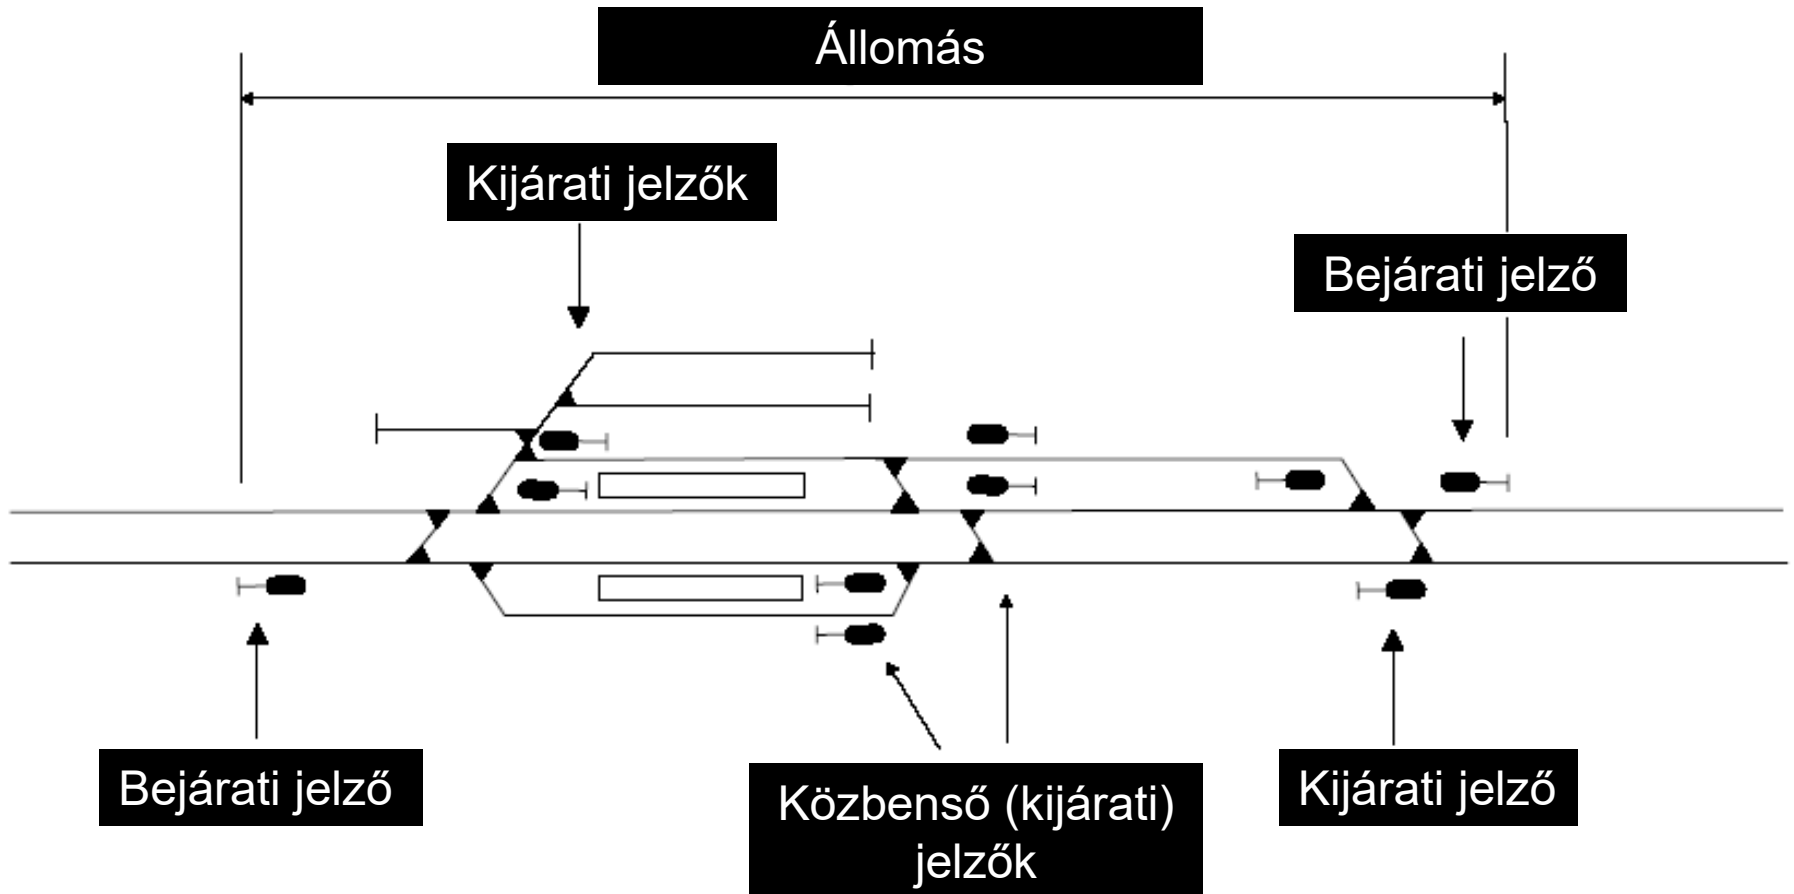 Állomás
Kijárati jelzők
Bejárati jelző
Bejárati jelző
Közbenső (kijárati)
jelzők
Kijárati jelző